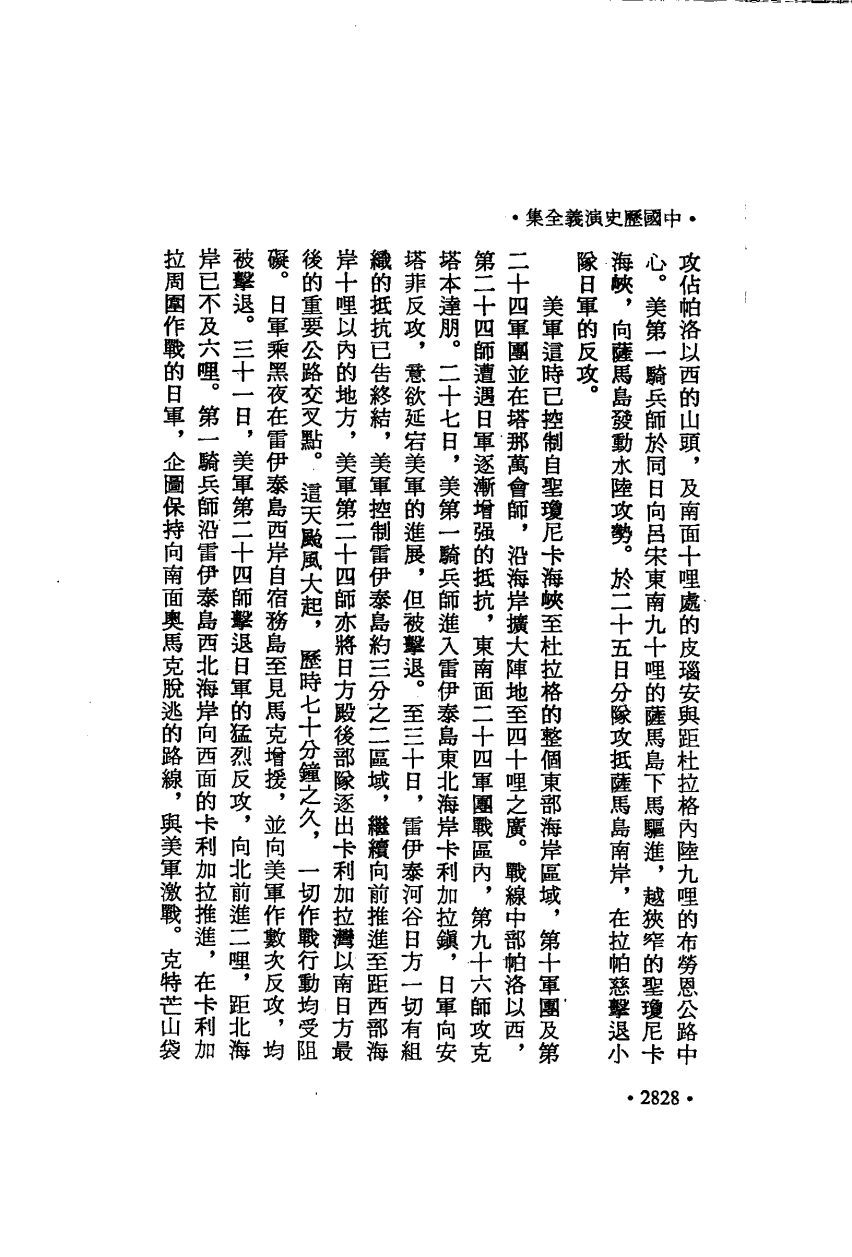 •中國歷史演義全集•
攻佔帕洛以西的山頭，及南面十哩處的皮瑙安與距杜拉格內陸九哩的布勞恩公路中
心。美第一騎兵師於同日向呂宋東南九十哩的薩馬島下馬驅進，越狹窄的聖瓊尼卡
海峽，向薩馬島發動水陸攻勢。於二十五日分隊攻抵薩馬島南岸，在拉帕慈擊退小
隊日軍的反攻。
美軍這時已控制自聖瓊尼卡海峽至杜拉格的整個東部海岸區域，第十軍團及第
二十四軍團並在塔那萬會師，沿海岸擴大陣地至四十哩之廣。戰線中部帕洛以西，
第二十四師遭遇日軍逐漸增强的抵抗，東南面二十四軍團戰區內，第九十六師攻克
塔本達朋。二十七日，美第一騎兵師進入雷伊泰島東北海岸卡利加拉鎭，日軍向安
塔菲反攻，意欲延宕美軍的進展，但被擊退。至三十日，雷伊泰河谷日方一切有組
織的抵抗已告終結，美軍控制雷伊泰島約三分之二區域，繼續向前推進至距西部海
岸十哩以內的地方，美軍第二十四師亦將日方殿後部隊逐出卡利加拉灣以南日方最
後的重要公路交叉點。這天颱風大起，歷時七十分鐘之久，一切作戰行動均受阻
礙。日軍乘黑夜在雷伊泰島西岸自宿務島至見馬克增援，並向美軍作數次反攻，均
被擊退。三十一日，美軍第二十四師擊退日軍的猛烈反攻，向北前進二哩，距北海
岸已不及六哩。第一騎兵師沿雷伊泰島西北海岸向西面的卡利加拉推進，在卡利加
拉周圍作戰的日軍，企圖保持向南面奧馬克脫逃的路線，與美軍激戰。克特芒山袋
•2828•